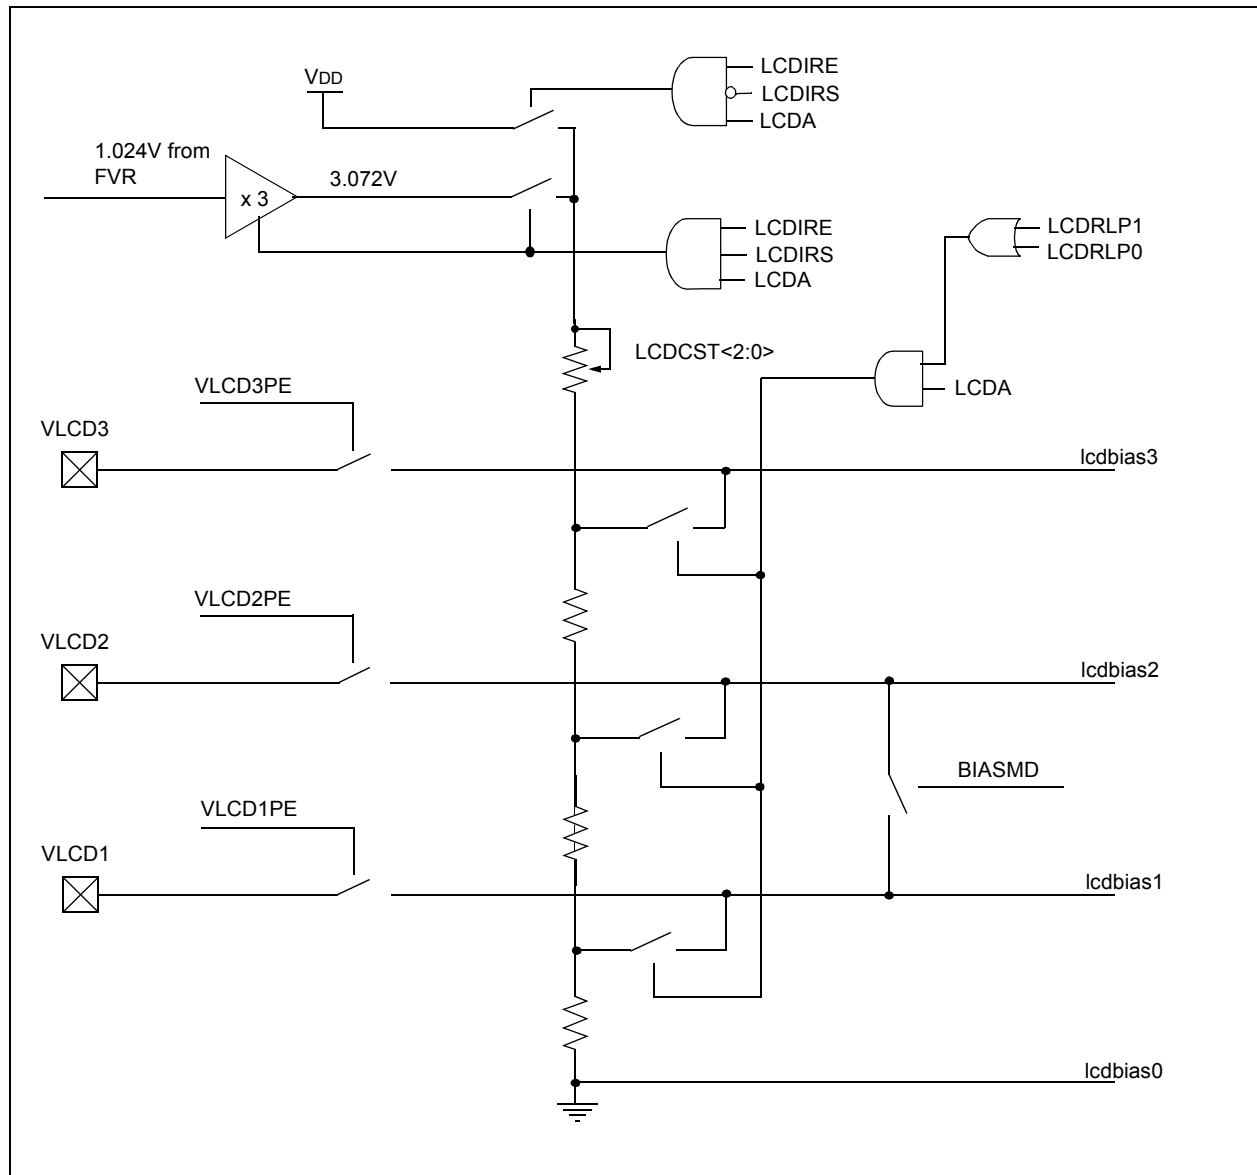 VDD
LCDIRE
LCDIRS
LCDA
1.024V from
FVR
x 3
3.072V
LCDIRE
LCDIRS
LCDA
LCDRLP1
LCDRLP0
LCDCST<2:0>
LCDA
VLCD3PE
VLCD3
lcdbias3
VLCD2PE
VLCD2
lcdbias2
BIASMD
VLCD1PE
VLCD1
lcdbias1
lcdbias0